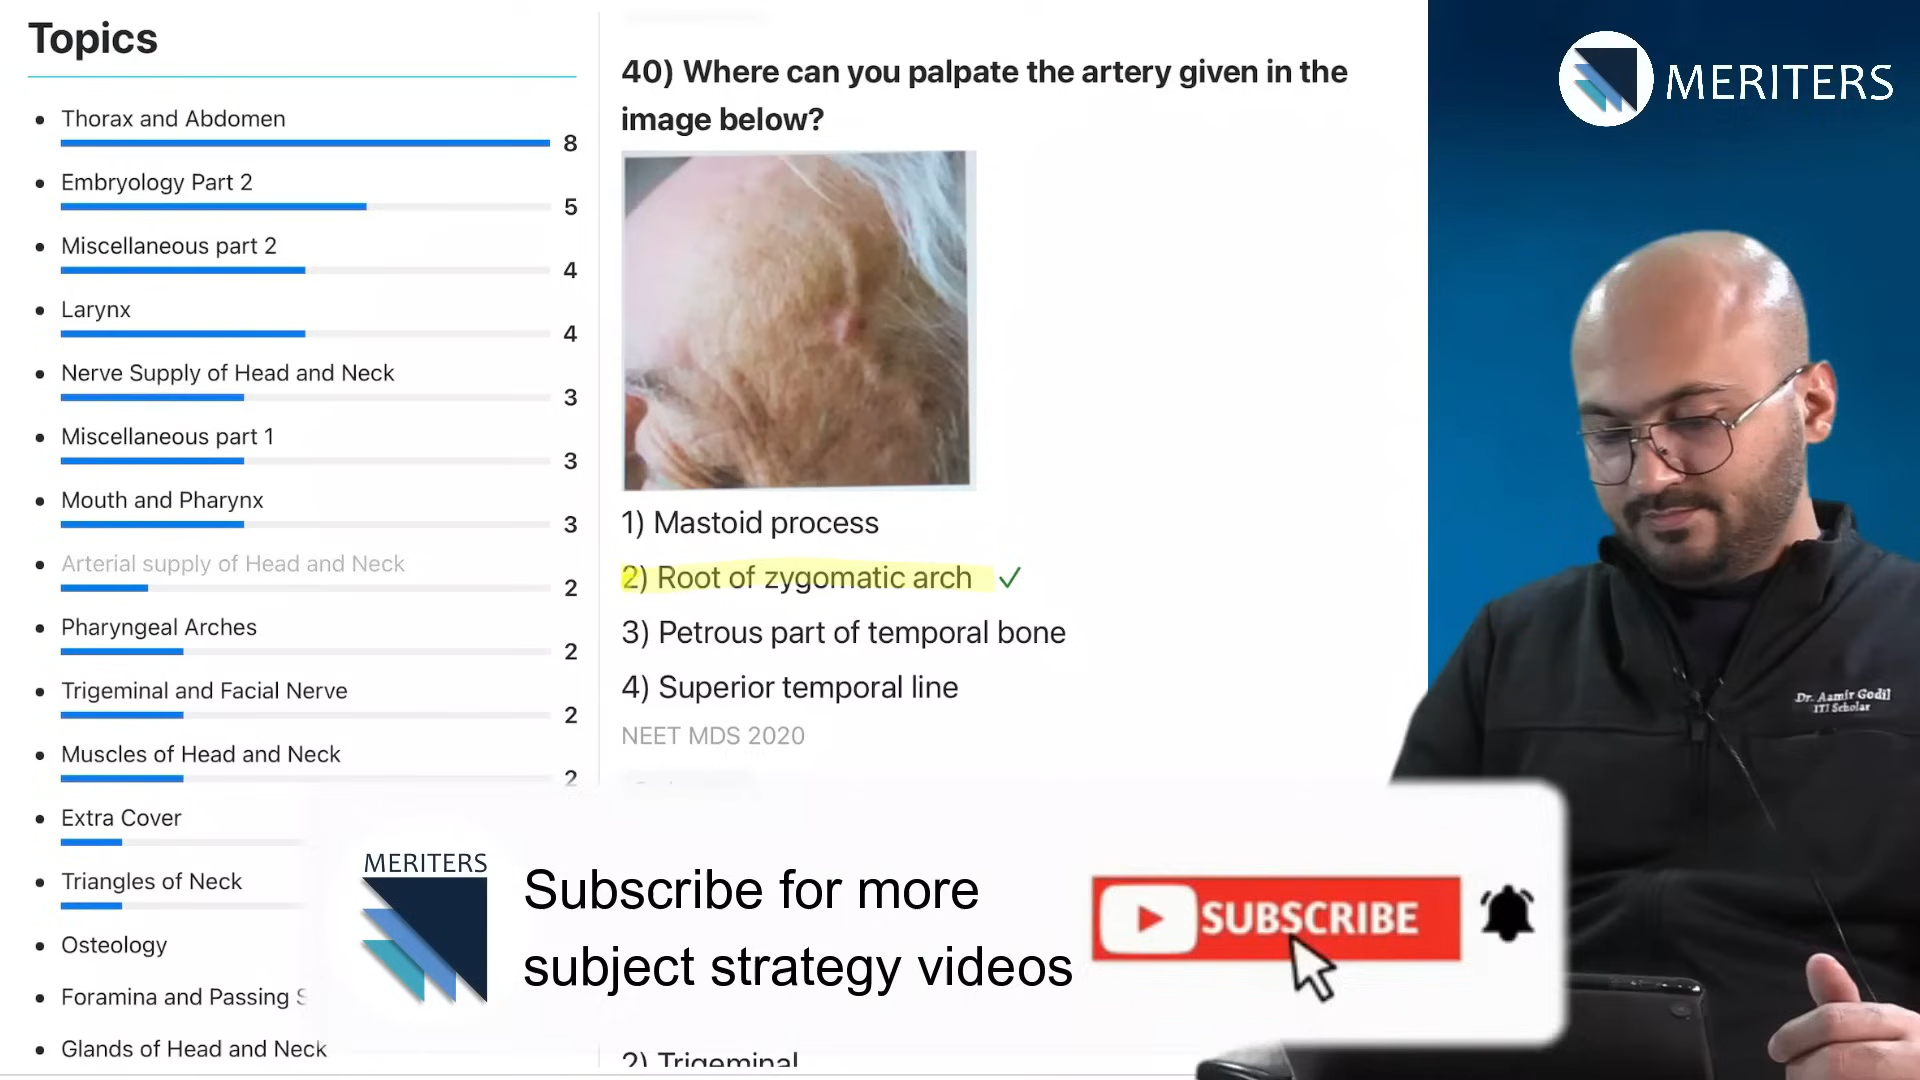 Topics
Thorax and Abdomen
8
Embryology Part 2
5
Miscellaneous part 2
4
Larynx
4
Nerve Supply of Head and Neck
3
Miscellaneous part 1
3
Mouth and Pharynx
3
Arterial supply of Head and Neck
2
Pharyngeal Arches
2
Trigeminal and Facial Nerve
2
Muscles of Head and Neck
2
Extra Cover
Triangles of Neck
Osteology
Foramina and Passing
Glands of Head and Neck
40) Where can you palpate the artery given in the
image below?
1) Mastoid process
2) Root of zygomatic arch ✓
3) Petrous part of temporal bone
4) Superior temporal line
NEET MDS 2020
2) Trigeminal
MERITERS
Dr. Aamir Godil
ITI Scholar
MERITERS
Subscribe for more
subject strategy videos
SUBSCRIBE